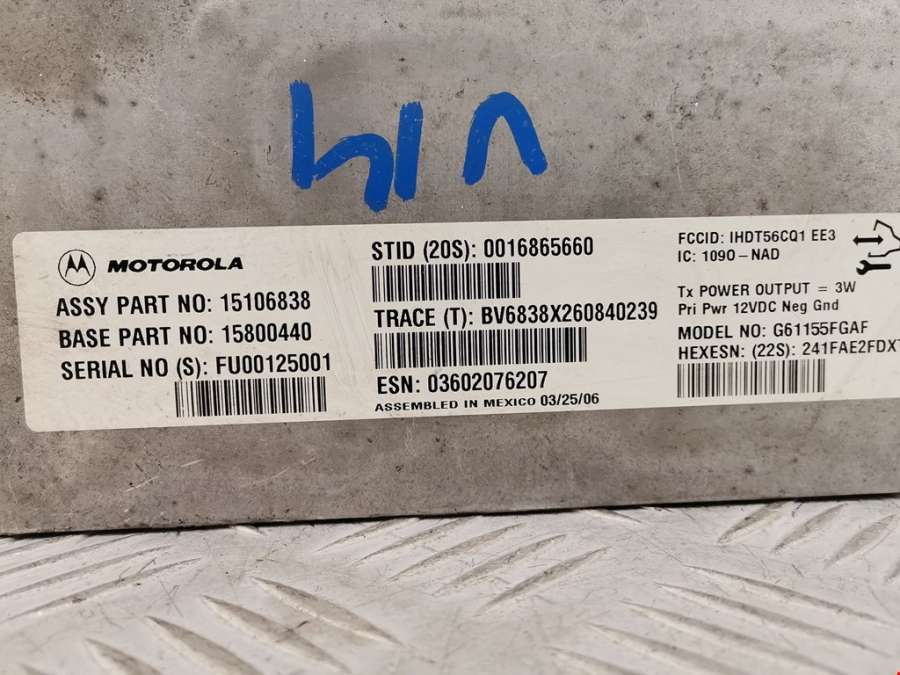 MOTOROLA
ASSY PART NO: 15106838
BASE PART NO: 15800440
SERIAL NO (S): FU00125001
STID (20S): 0016865660
TRACE (T): BV6838X260840239
ESN: 03602076207
ASSEMBLED IN MEXICO 03/25/06
FCCID: IHDT56CQ1 EE3
IC: 1090-NAD
Tx POWER OUTPUT = 3W
Pri Pwr 12VDC Neg Gnd
MODEL NO: G61155FGAF
HEXESN: (22S):